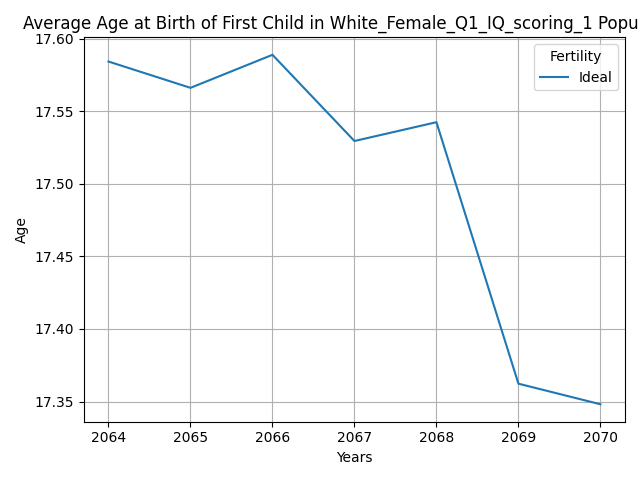 Average Age at Birth of First Child in White_Female_Q1_IQ_scoring_1 Popu
17.60
17.55
17.50
17.45
17.40
17.35
Age
Fertility
Ideal
2064 2065 2066 2067 2068 2069 2070
Years